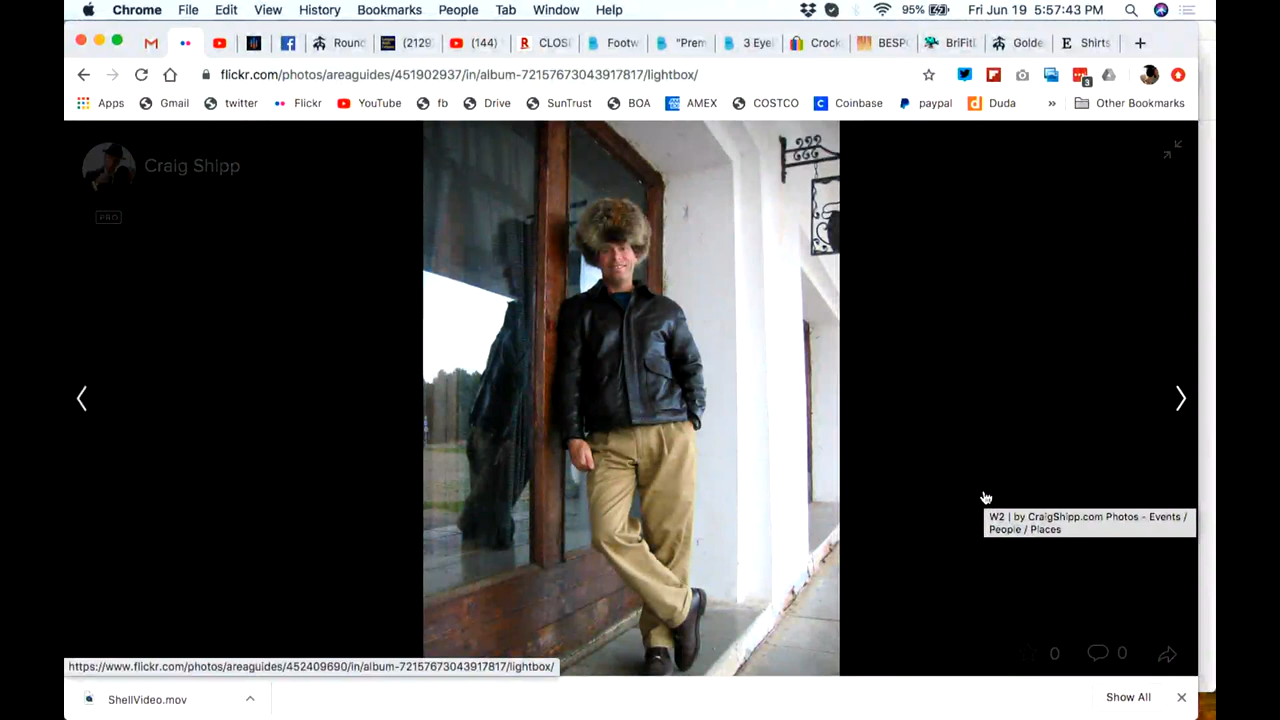 Chrome File Edit View History Bookmarks People Tab Window Help 95% Fri Jun 19 5:57:43 PM
Round (2129 (144) CLOSI Footw "Prem 3 Eyel Crock BESP BriFitD Golde Shirts
flickr.com/photos/areaguides/451902937/in/album-72157673043917817/lightbox/
3
Apps Gmail twitter Flickr YouTube fb Drive SunTrust BOA AMEX COSTCO Coinbase paypal Duda » Other Bookmarks
Craig Shipp
PRO
W2 | by CraigShipp.com Photos - Events /
People / Places
0 0
https://www.flickr.com/photos/areaguides/452409690/in/album-72157673043917817/lightbox/
ShellVideo.mov
Show All